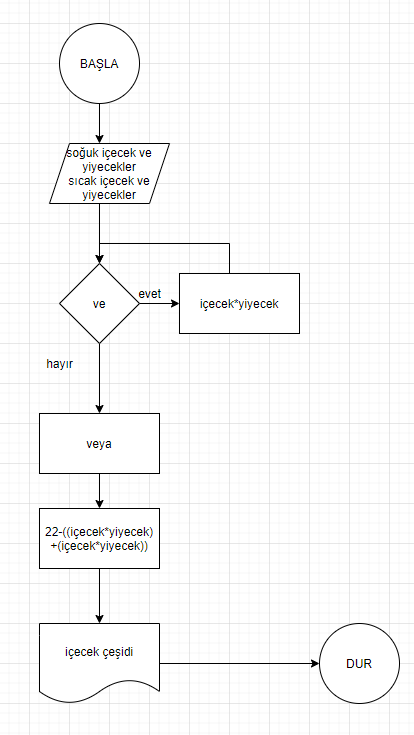 BAŞLA
soğuk içecek ve
yiyecekler
sıcak içecek ve
yiyecekler
ve
evet
içecek*yiyecek
hayır
veya
22-((içecek*yiyecek)
+(içecek*yiyecek))
içecek çeşidi
DUR